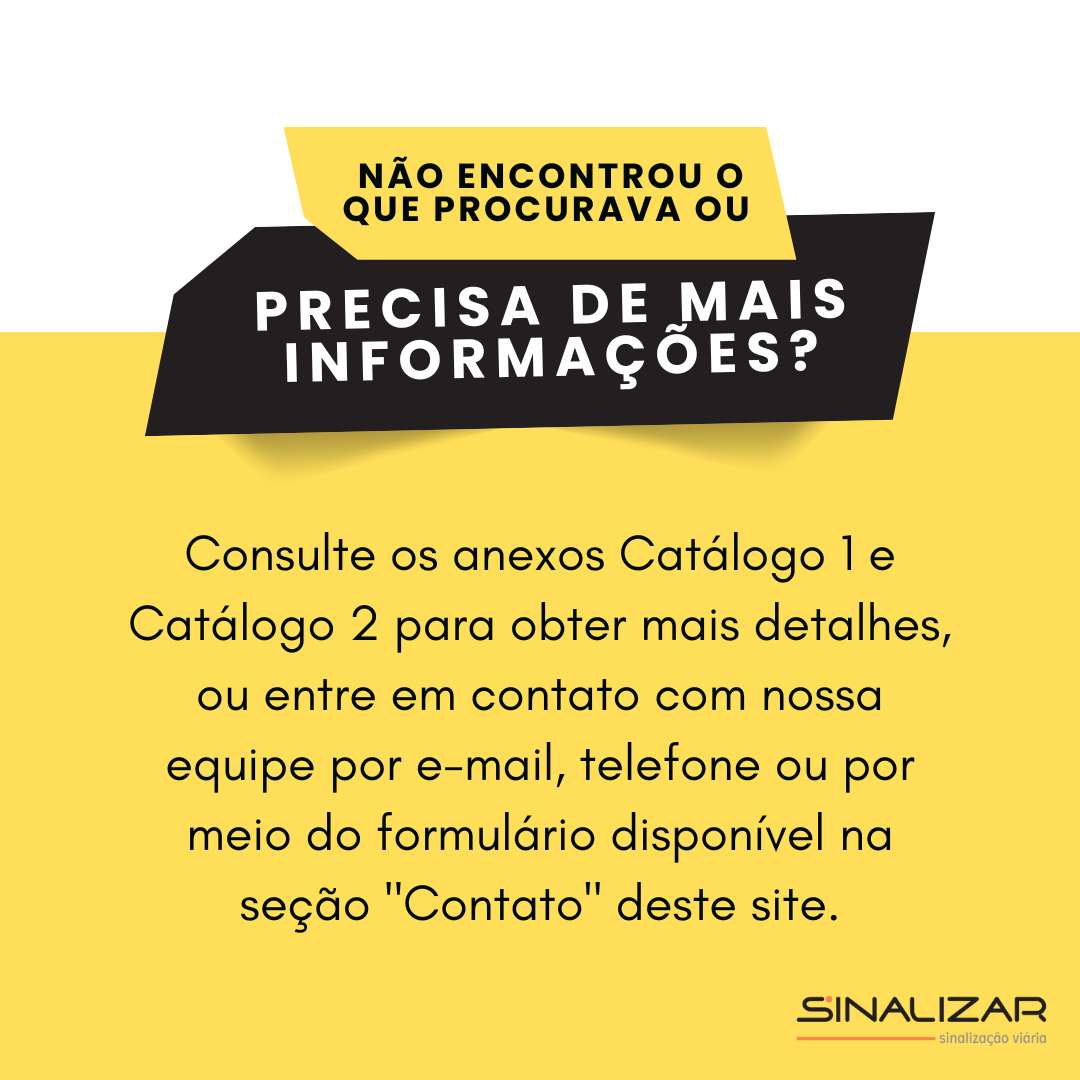 NÃO ENCONTROU O
QUE PROCURAVA OU
PRECISA DE MAIS
INFORMAÇÕES?
Consulte os anexos Catálogo 1 e
Catálogo 2 para obter mais detalhes,
ou entre em contato com nossa
equipe por e-mail, telefone ou por
meio do formulário disponível na
seção "Contato" deste site.
SINALIZAR
sinalização viária